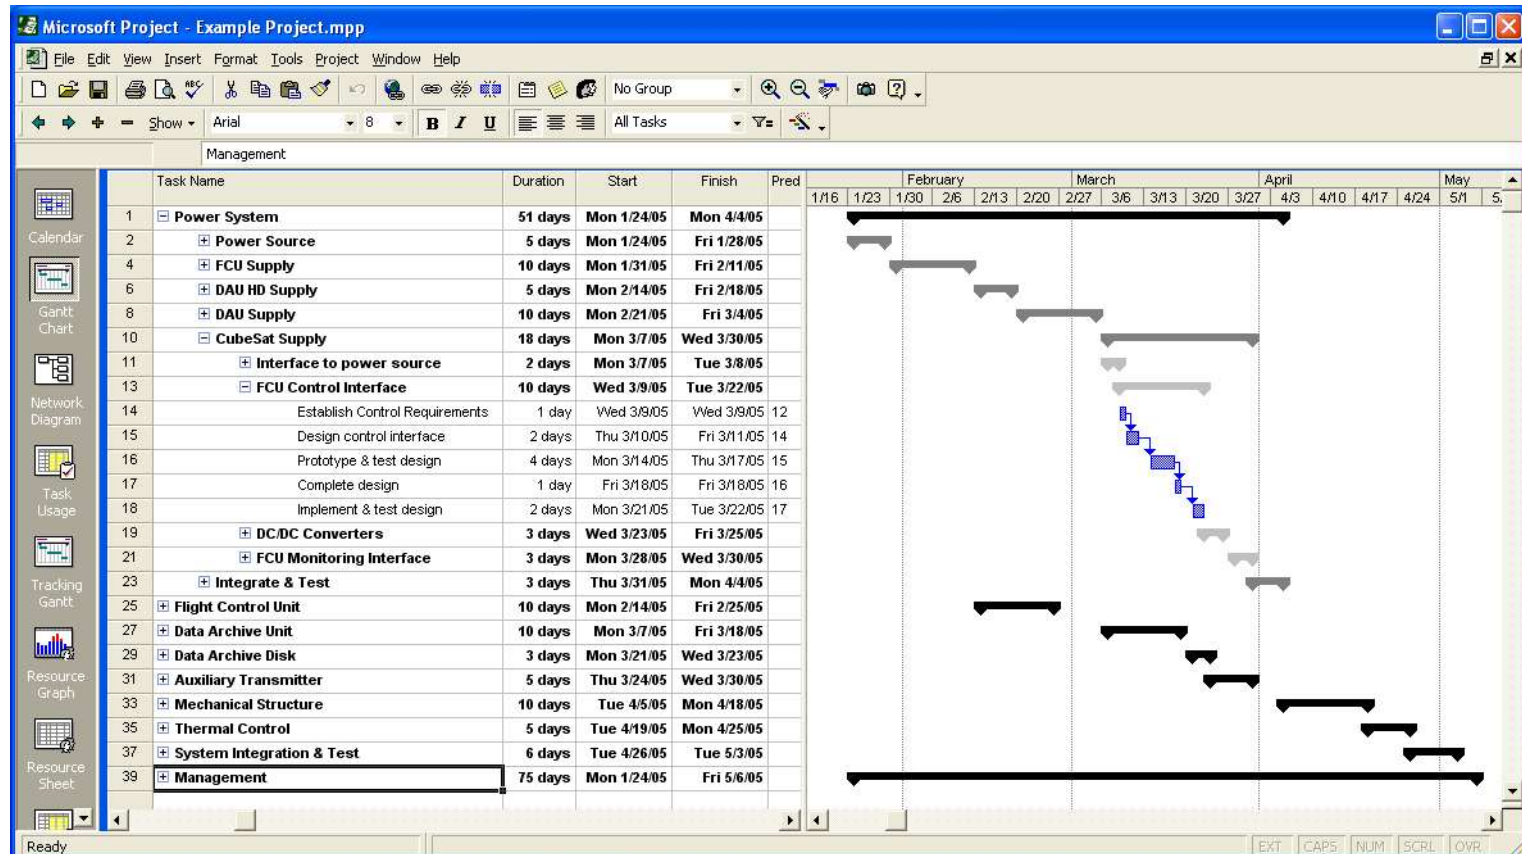 Microsoft Project - Example Project.mpp
File Edit View Insert Format Tools Project Window Help
No Group
Show Arial 8 B I U All Tasks
Management
Task Name Duration Start Finish Pred February March April May
1/16 1/23 1/30 2/6 2/13 2/20 2/27 3/6 3/13 3/20 3/27 4/3 4/10 4/17 4/24 5/1 5
1 Power System 51 days Mon 1/24/05 Mon 4/4/05
2 Power Source 5 days Mon 1/24/05 Fri 1/28/05
4 FCU Supply 10 days Mon 1/31/05 Fri 2/11/05
6 DAU HD Supply 5 days Mon 2/14/05 Fri 2/18/05
8 DAU Supply 10 days Mon 2/21/05 Fri 3/4/05
10 CubeSat Supply 18 days Mon 3/7/05 Wed 3/30/05
11 Interface to power source 2 days Mon 3/7/05 Tue 3/8/05
13 FCU Control Interface 10 days Wed 3/9/05 Tue 3/22/05
14 Establish Control Requirements 1 day Wed 3/9/05 Wed 3/9/05 12
15 Design control interface 2 days Thu 3/10/05 Fri 3/11/05 14
16 Prototype & test design 4 days Mon 3/14/05 Thu 3/17/05 15
17 Complete design 1 day Fri 3/18/05 Fri 3/18/05 16
18 Implement & test design 2 days Mon 3/21/05 Tue 3/22/05 17
19 DC/DC Converters 3 days Wed 3/23/05 Fri 3/25/05
21 FCU Monitoring Interface 3 days Mon 3/28/05 Wed 3/30/05
23 Integrate & Test 3 days Thu 3/31/05 Mon 4/4/05
25 Flight Control Unit 10 days Mon 2/14/05 Fri 2/25/05
27 Data Archive Unit 10 days Mon 3/7/05 Fri 3/18/05
29 Data Archive Disk 3 days Mon 3/21/05 Wed 3/23/05
31 Auxiliary Transmitter 5 days Thu 3/24/05 Wed 3/30/05
33 Mechanical Structure 10 days Tue 4/5/05 Mon 4/18/05
35 Thermal Control 5 days Tue 4/19/05 Mon 4/25/05
37 System Integration & Test 6 days Tue 4/26/05 Tue 5/3/05
39 Management 75 days Mon 1/24/05 Fri 5/6/05
Calendar
Gantt
Chart
Network
Diagram
Task
Usage
Tracking
Gantt
Resource
Graph
Resource
Sheet
Ready EXT CAPS NUM SCRL OVR